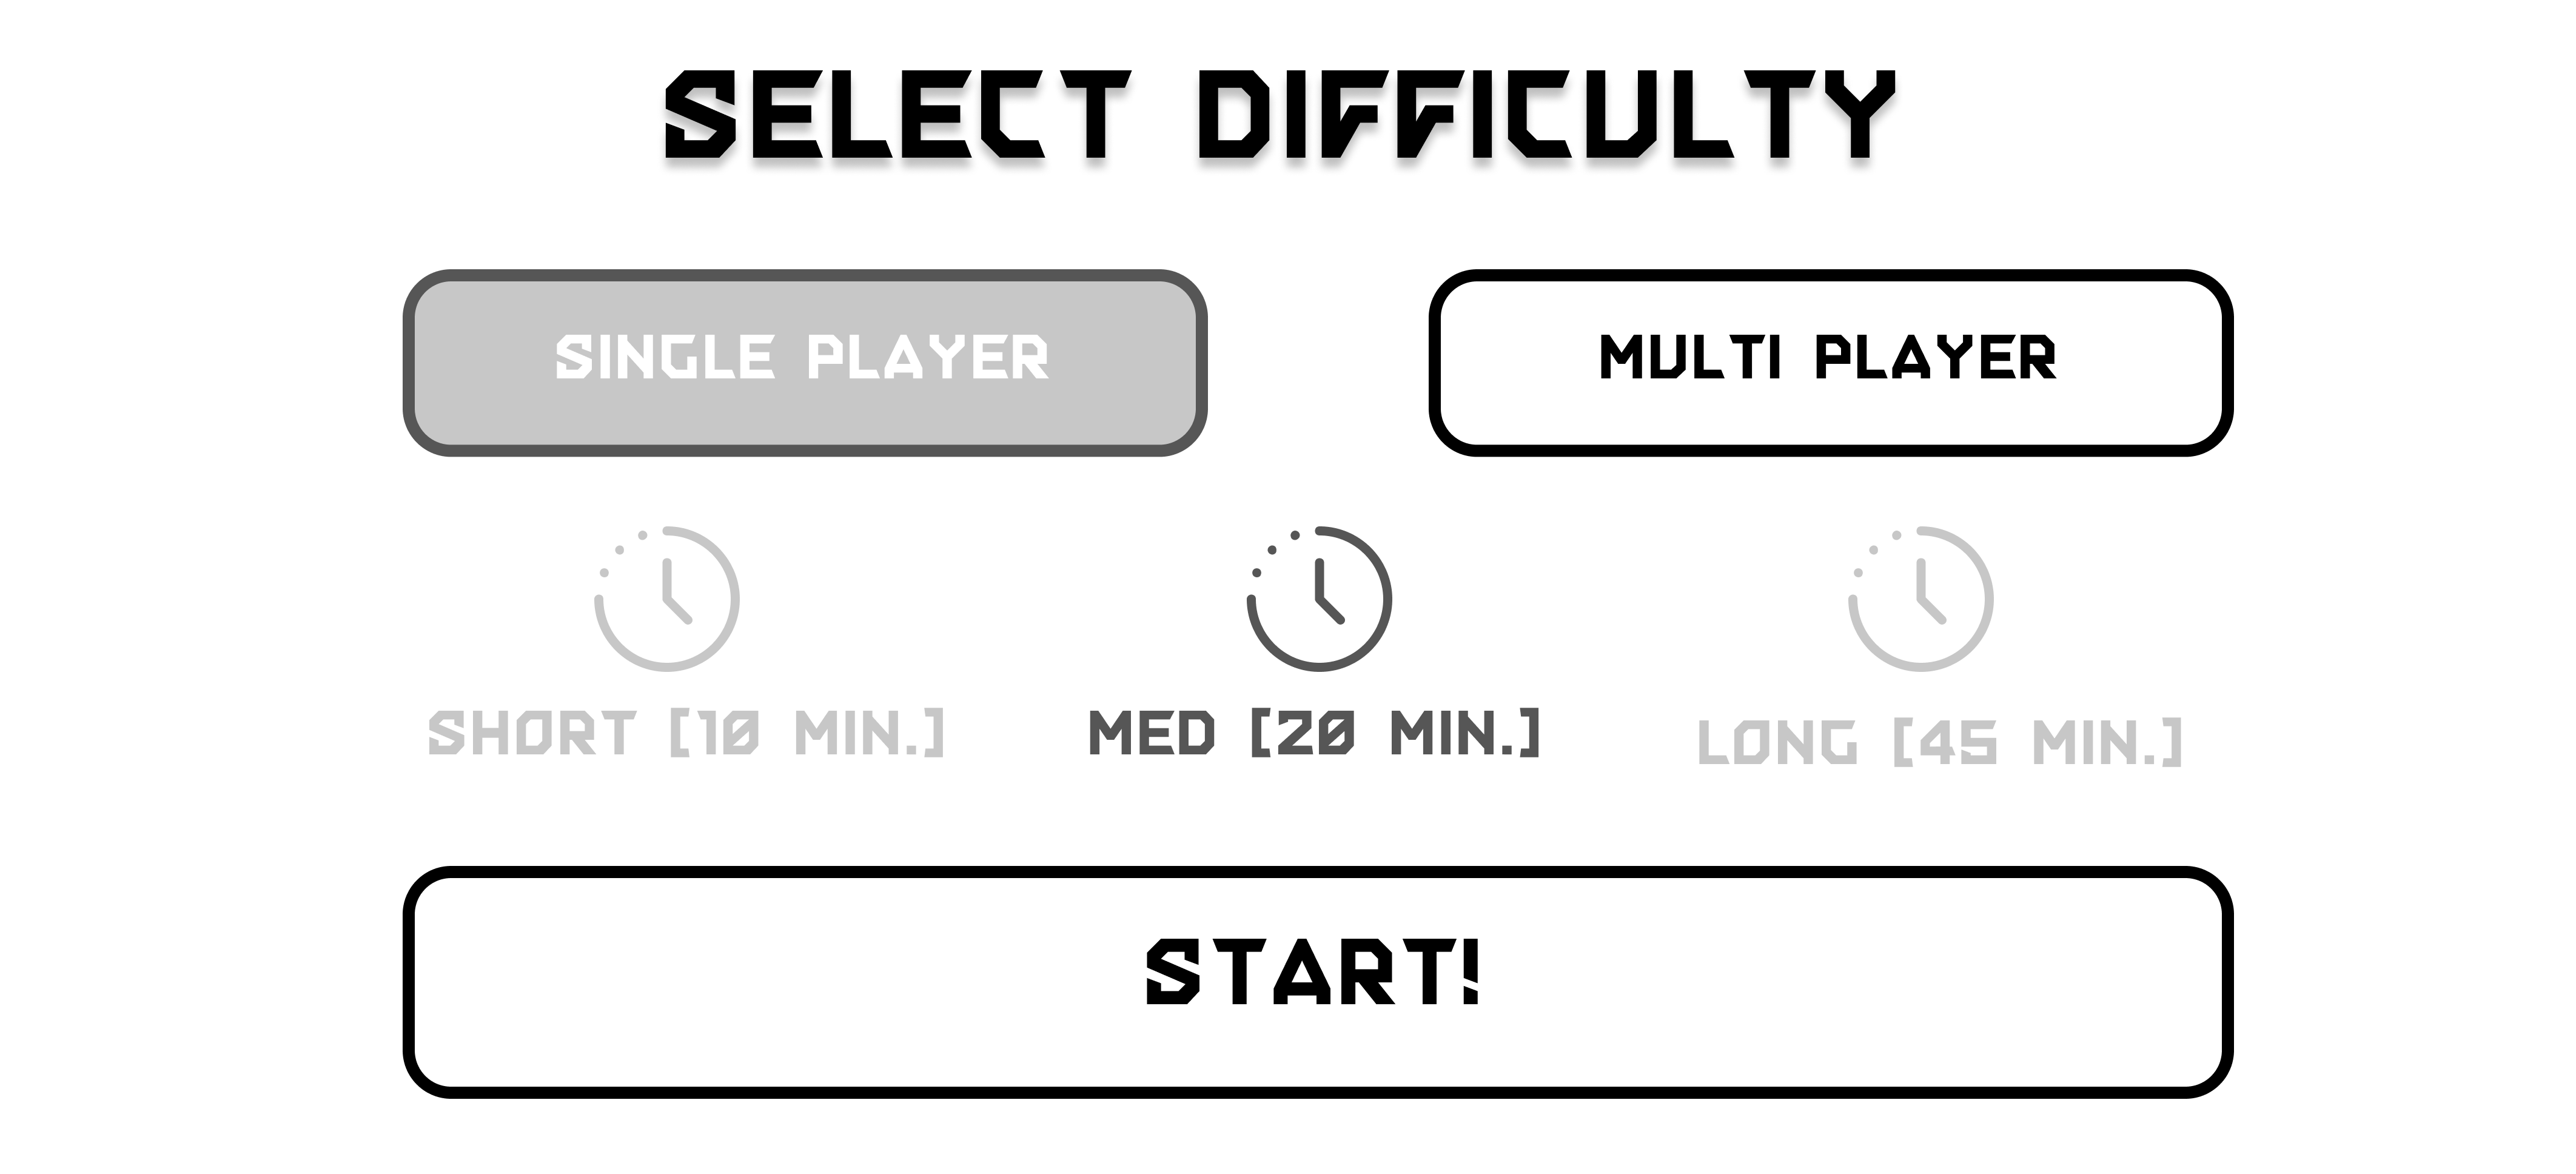 SELECT DIFFICULTY
SINGLE PLAYER
MULTI PLAYER
SHORT [10 MIN.]
MED [20 MIN.]
LONG [45 MIN.]
START!